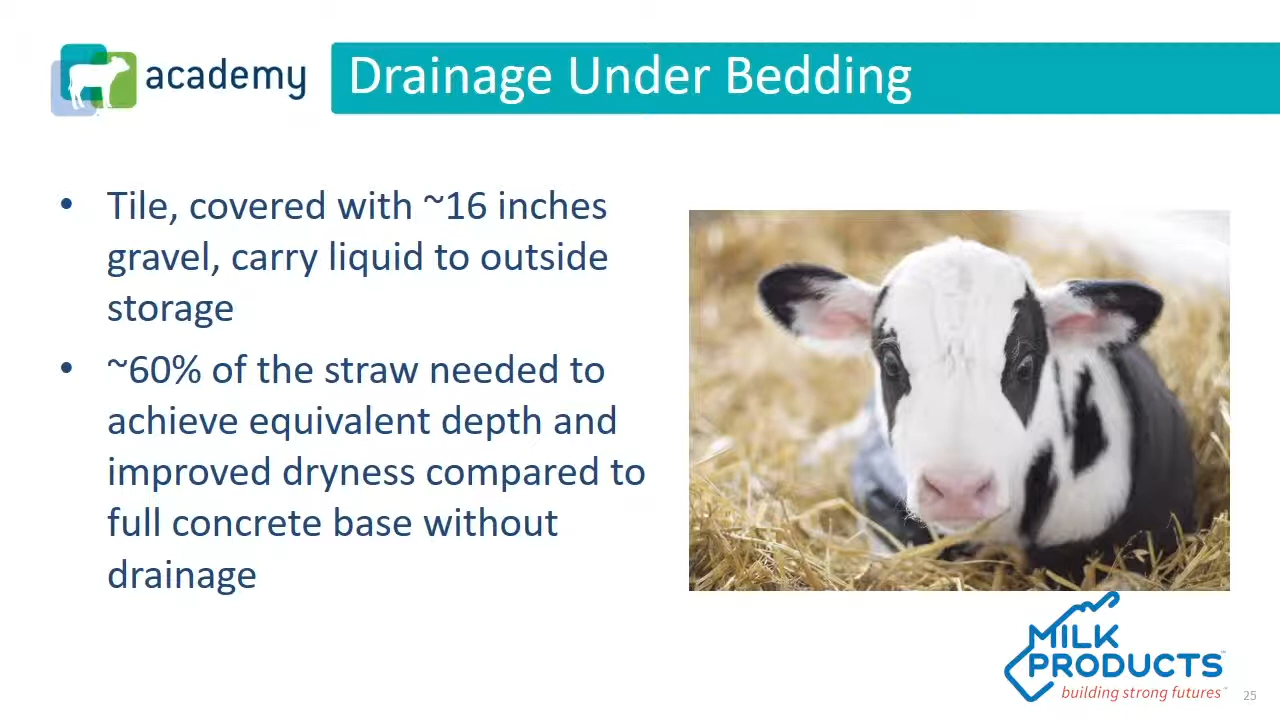 academy
Drainage Under Bedding
• Tile, covered with ~16 inches
gravel, carry liquid to outside
storage
• ~60% of the straw needed to
achieve equivalent depth and
improved dryness compared to
full concrete base without
drainage
MILK
PRODUCTS
building strong futures
25